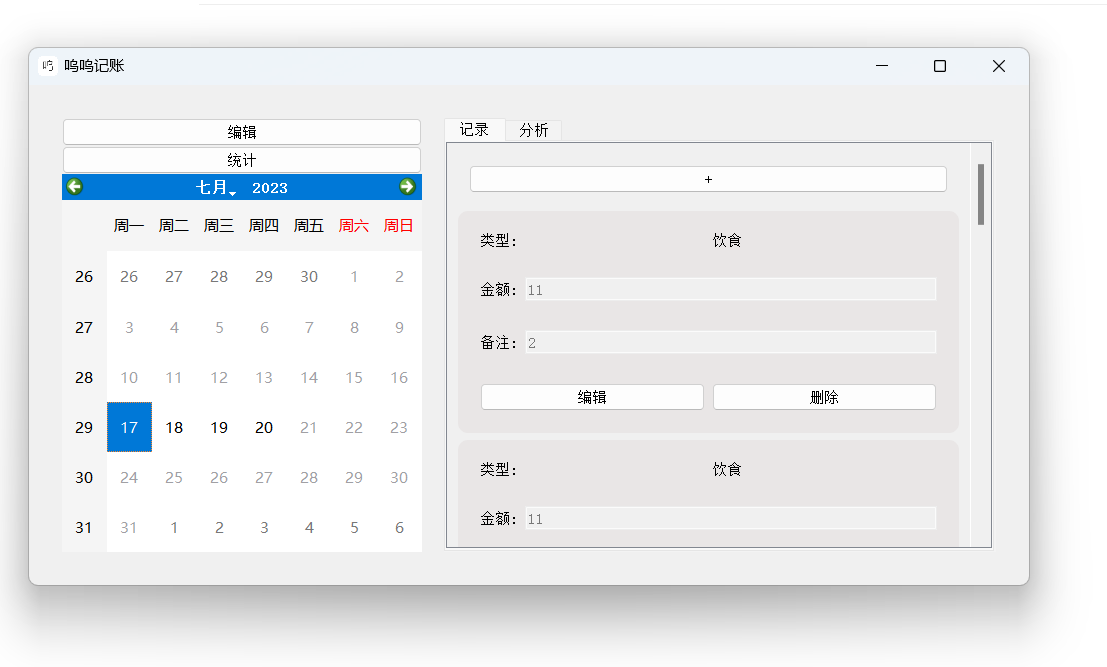 呜 呜呜记账
编辑
统计
七月 2023
周一 周二 周三 周四 周五 周六 周日
26 26 27 28 29 30 1 2
27 3 4 5 6 7 8 9
28 10 11 12 13 14 15 16
29 17 18 19 20 21 22 23
30 24 25 26 27 28 29 30
31 31 1 2 3 4 5 6
记录 分析
+
类型: 饮食
金额: 11
备注: 2
编辑 删除
类型: 饮食
金额: 11